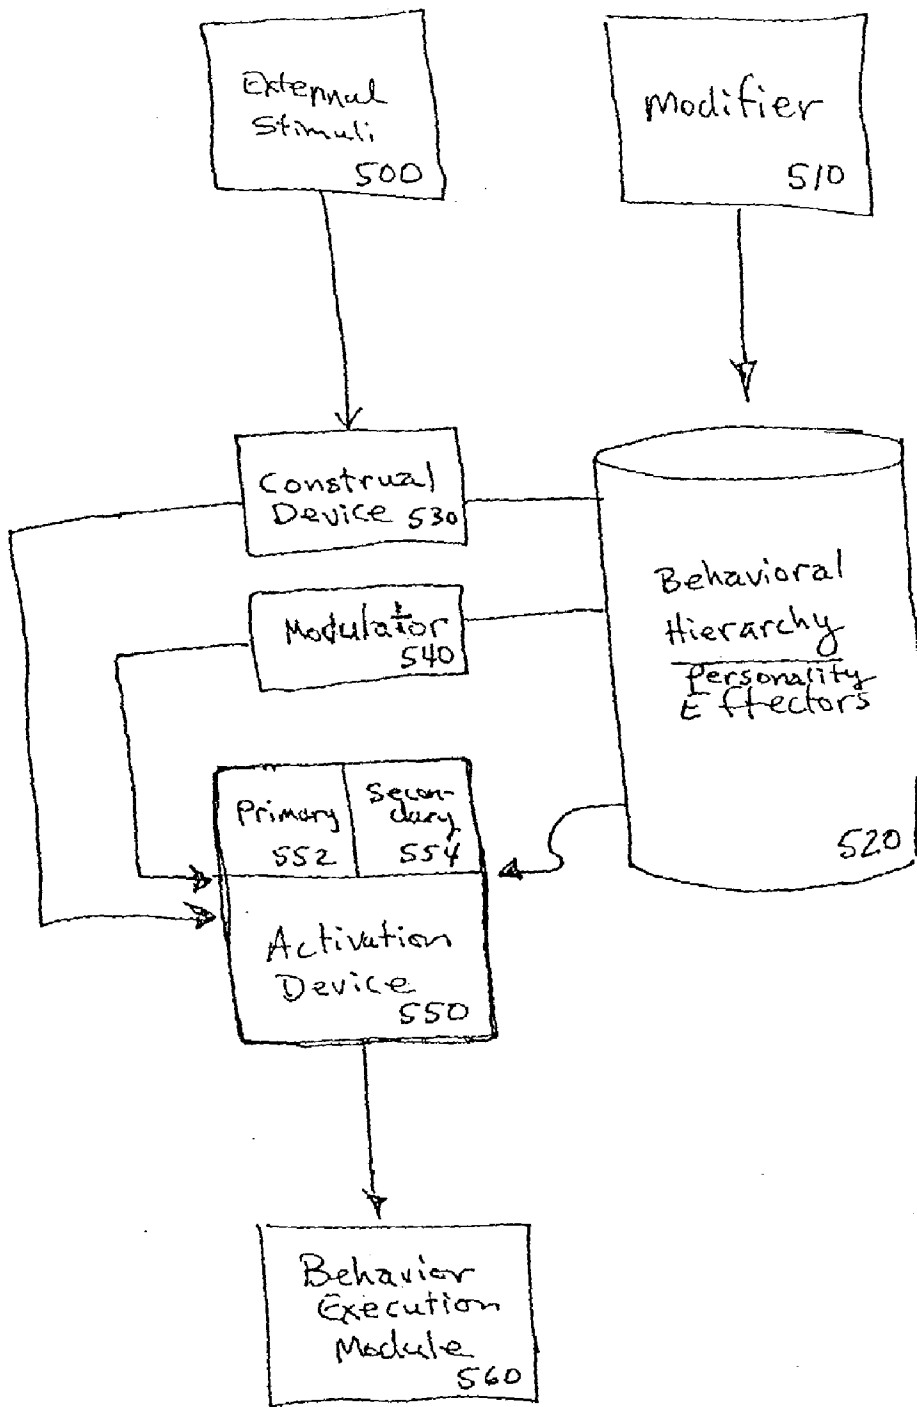 External
Stimuli
500
Modifier
510
Construal
Device 530
Modulator
540
Behavioral
Hierarchy
Personality
Effectors
520
Primary
552
Secon-
dary
554
Activation
Device
550
Behavior
Execution
Module
560